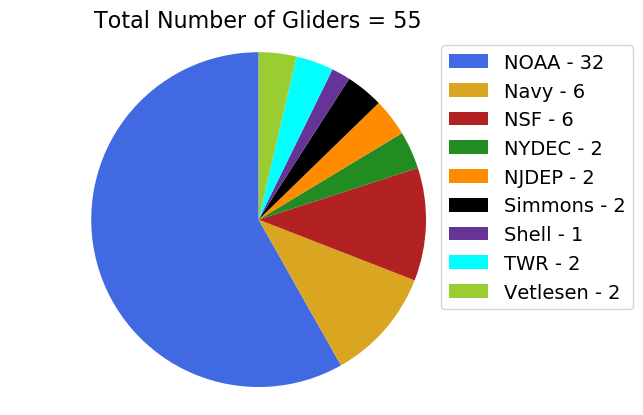 Total Number of Gliders = 55
NOAA - 32
Navy - 6
NSF - 6
NYDEC - 2
NJDEP - 2
Simmons - 2
Shell - 1
TWR - 2
Vetlesen - 2